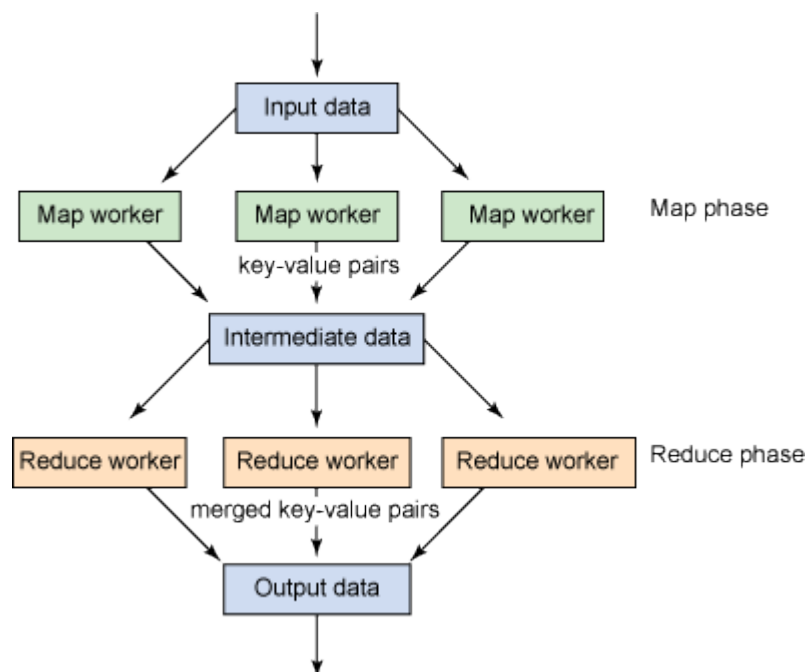 Input data
Map worker
Map worker
Map worker
Map phase
key-value pairs
Intermediate data
Reduce worker
Reduce worker
Reduce worker
Reduce phase
merged key-value pairs
Output data